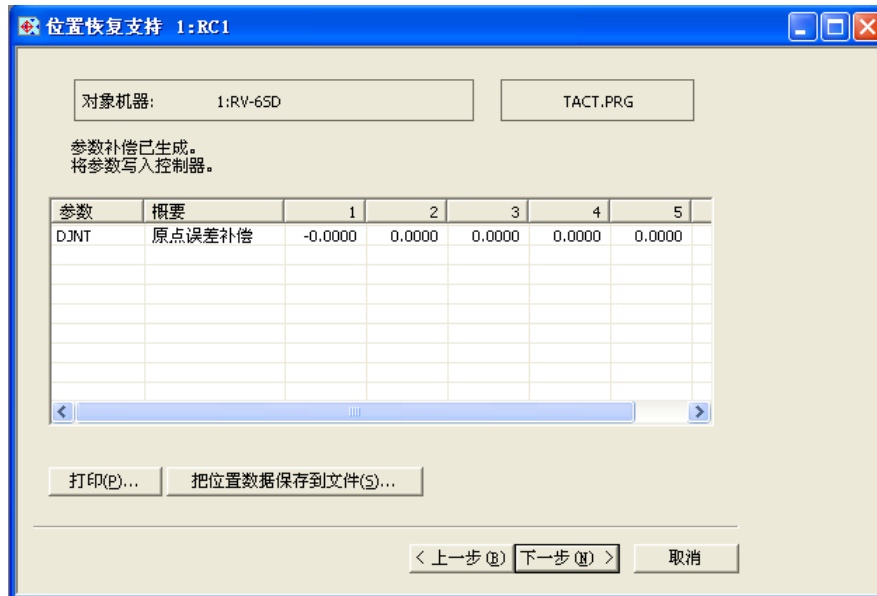 位置恢复支持 1:RC1
对象机器: 1:RV-6SD
TACT.PRG
参数补偿已生成。
将参数写入控制器。
参数 概要 1 2 3 4 5
DJNT 原点误差补偿 -0.0000 0.0000 0.0000 0.0000 0.0000
打印(P)... 把位置数据保存到文件(S)...
< 上一步(B) 下一步(N) > 取消